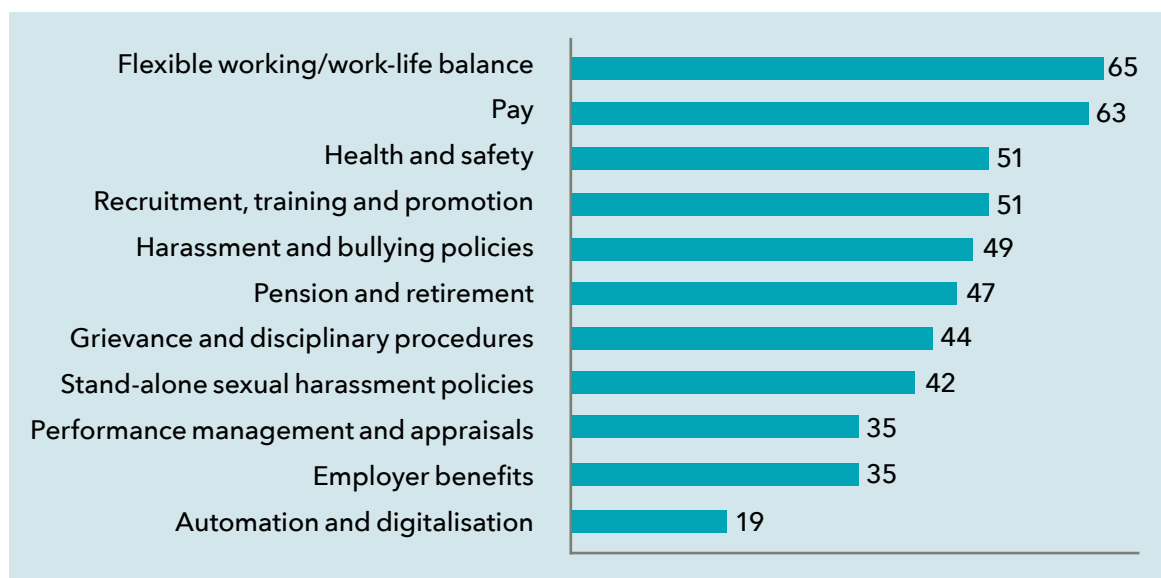 Flexible working/work-life balance 65
Pay 63
Health and safety 51
Recruitment, training and promotion 51
Harassment and bullying policies 49
Pension and retirement 47
Grievance and disciplinary procedures 44
Stand-alone sexual harassment policies 42
Performance management and appraisals 35
Employer benefits 35
Automation and digitalisation 19